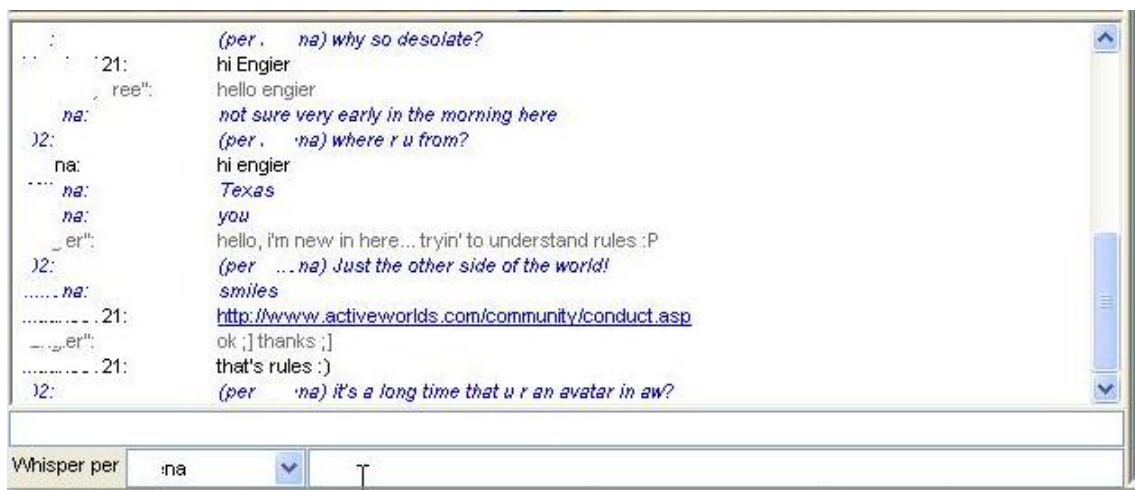 : (per . na) why so desolate?
21: hi Engier
ree": hello engier
na: not sure very early in the morning here
02: (per . na) where r u from?
na: hi engier
na: Texas
na: you
er": hello, i'm new in here... tryin' to understand rules :P
02: (per ... na) Just the other side of the world!
na: smiles
21: http://www.activeworlds.com/community/conduct.asp
er": ok ;] thanks ;]
21: that's rules :)
02: (per na) it's a long time that u r an avatar in aw?
Whisper per na